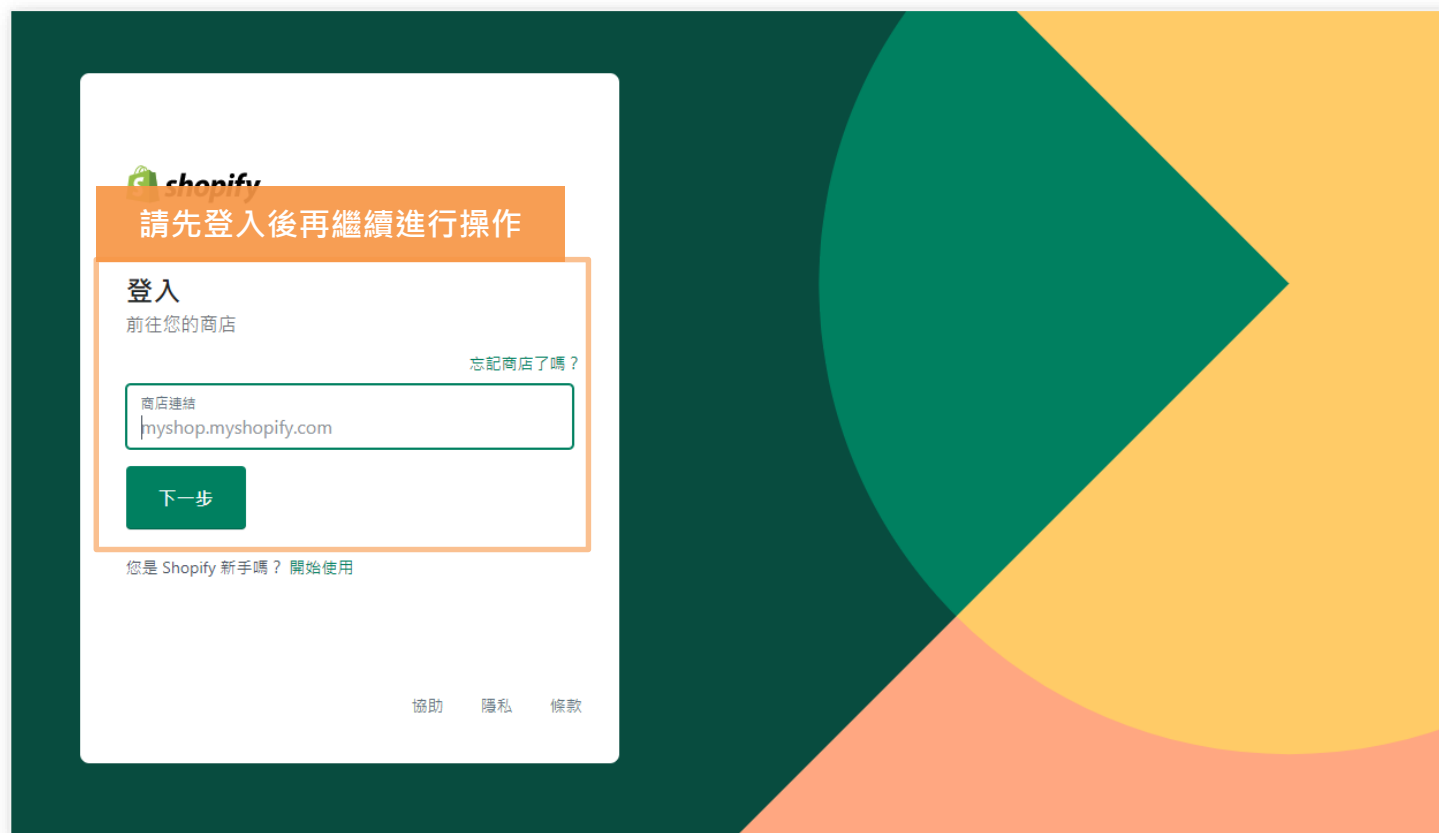 shopify
請先登入後再繼續進行操作
登入
前往您的商店
忘記商店了嗎？
商店連結
myshop.myshopify.com
下一步
您是 Shopify 新手嗎？ 開始使用
協助 隱私 條款